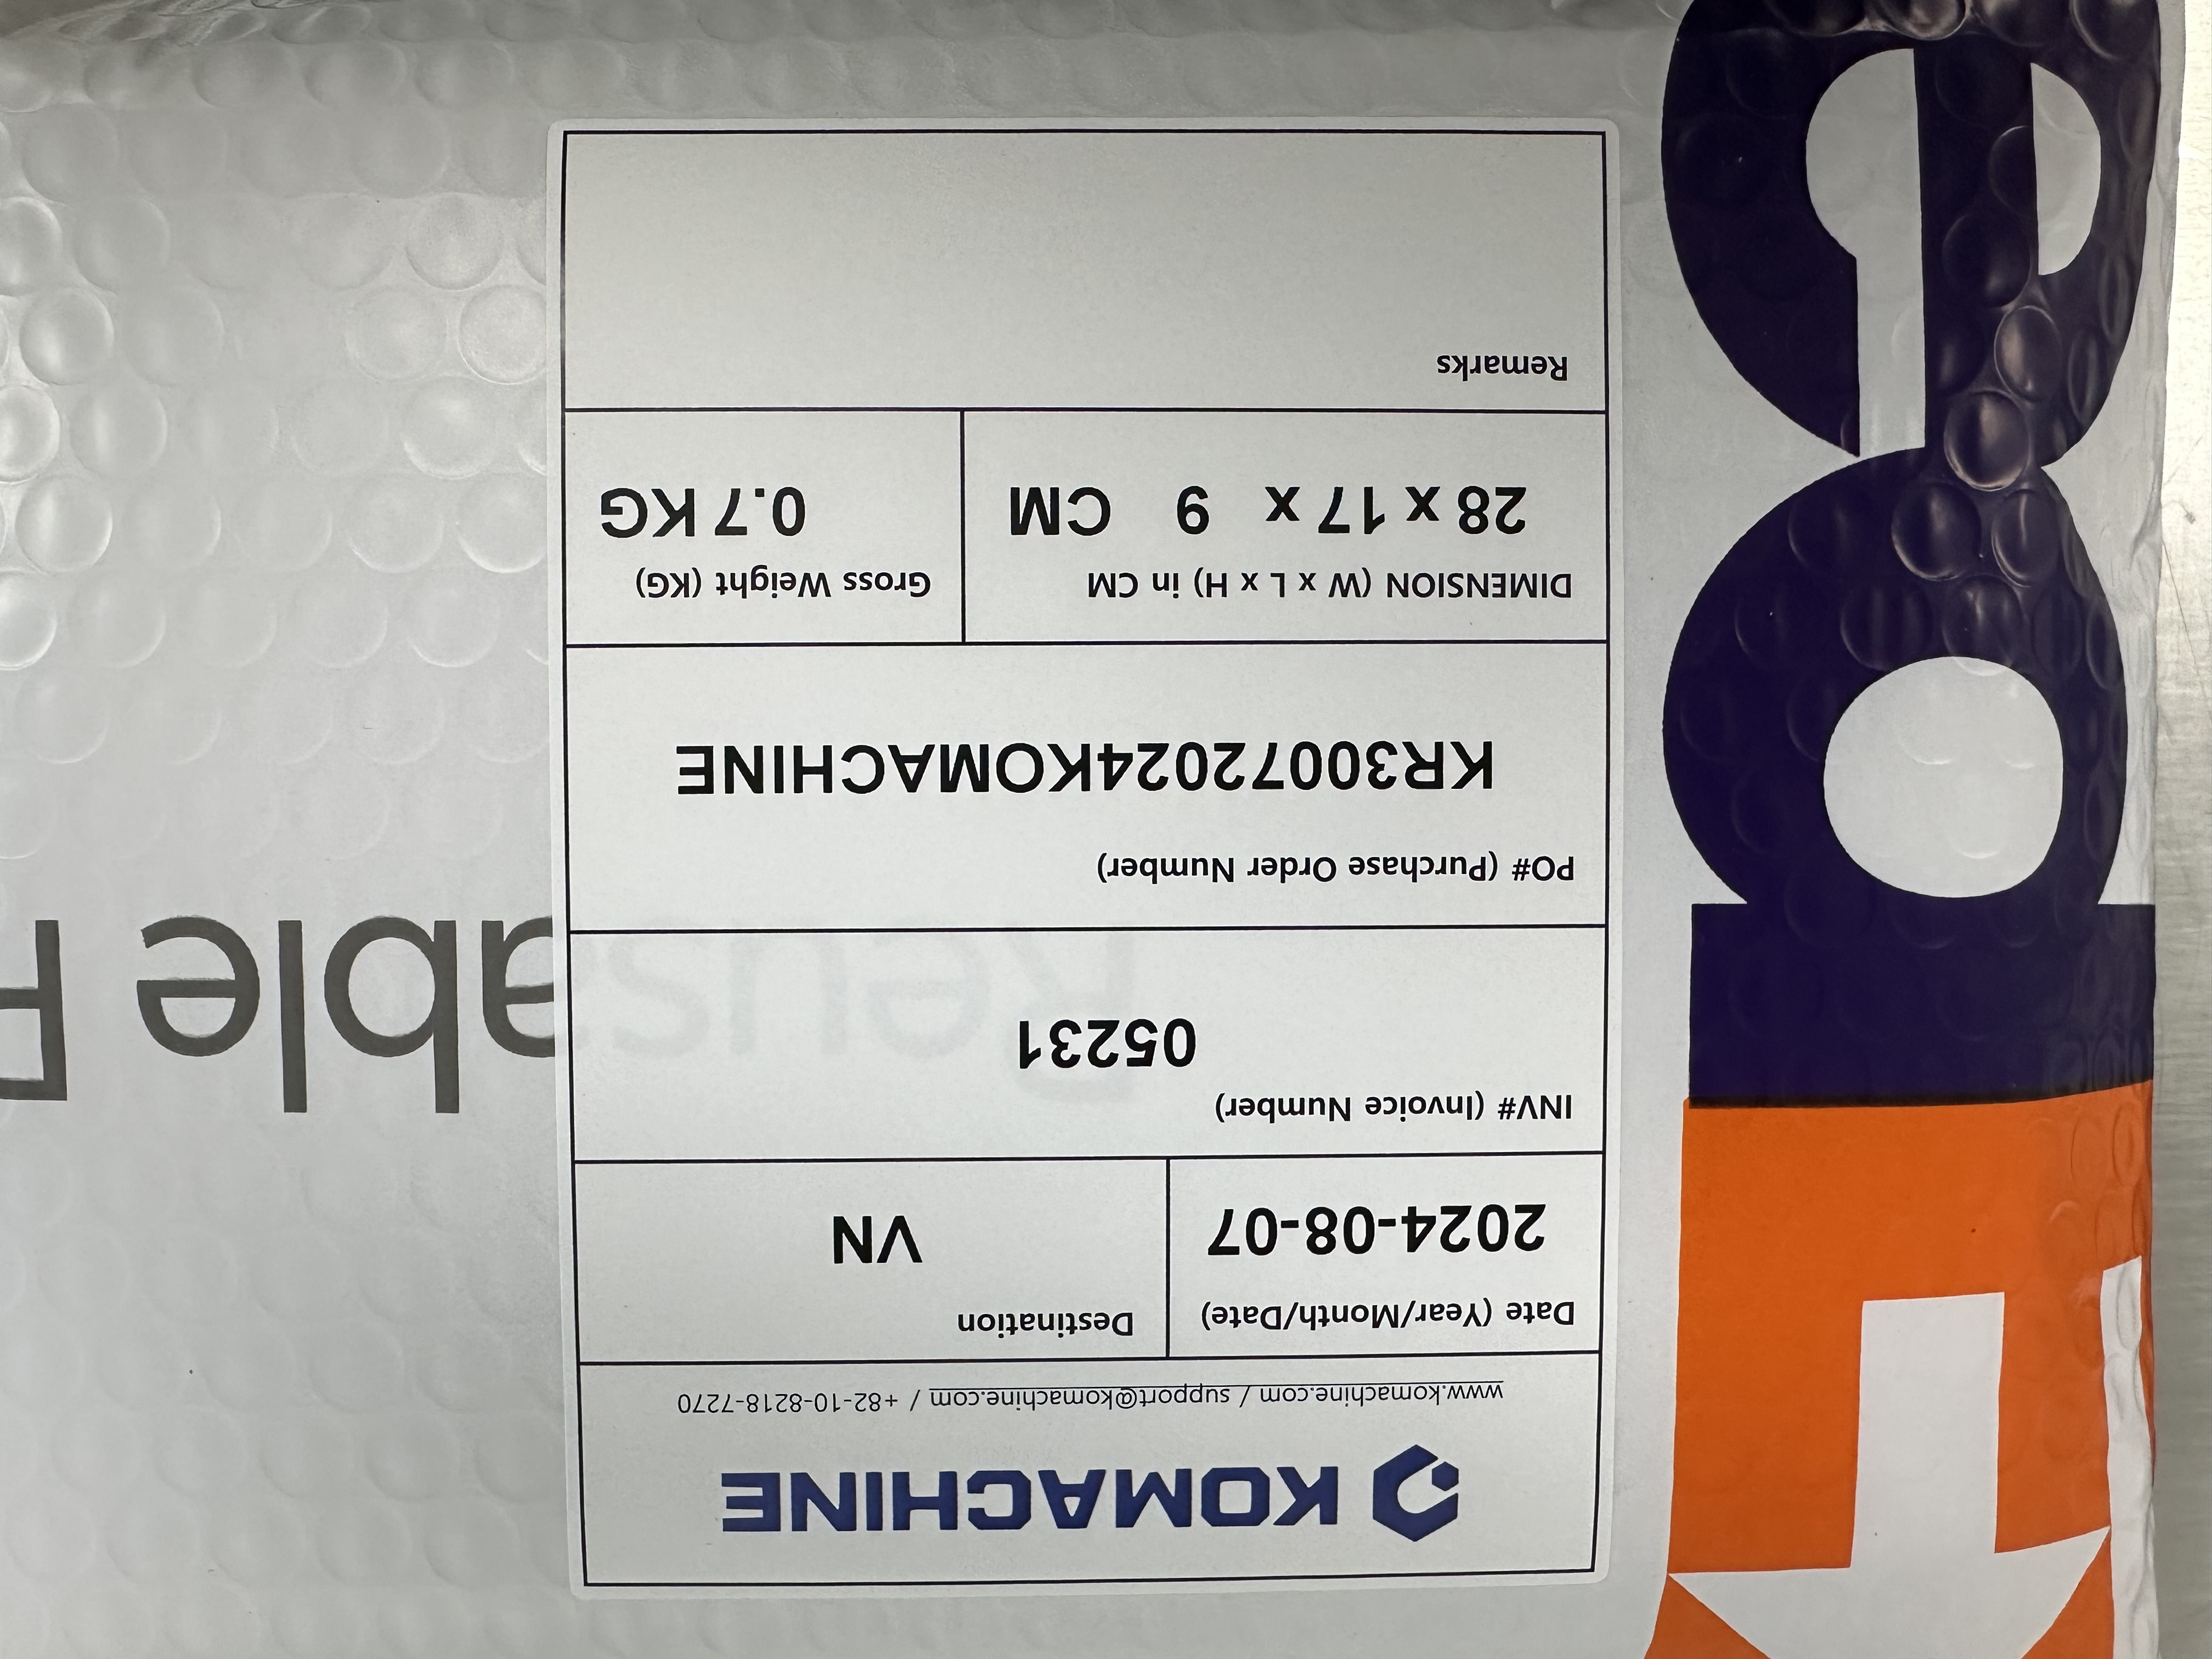 KOMACHINE
www.komachine.com / support@komachine.com / +82-10-8218-7270
Date (Year/Month/Date)
2024-08-07
Destination
VN
INV# (Invoice Number)
05231
PO# (Purchase Order Number)
KR30072024KOMACHINE
DIMENSION (W x L x H) in CM
28 x 17 x 9 CM
Gross Weight (KG)
0.7 KG
Remarks
Reusable